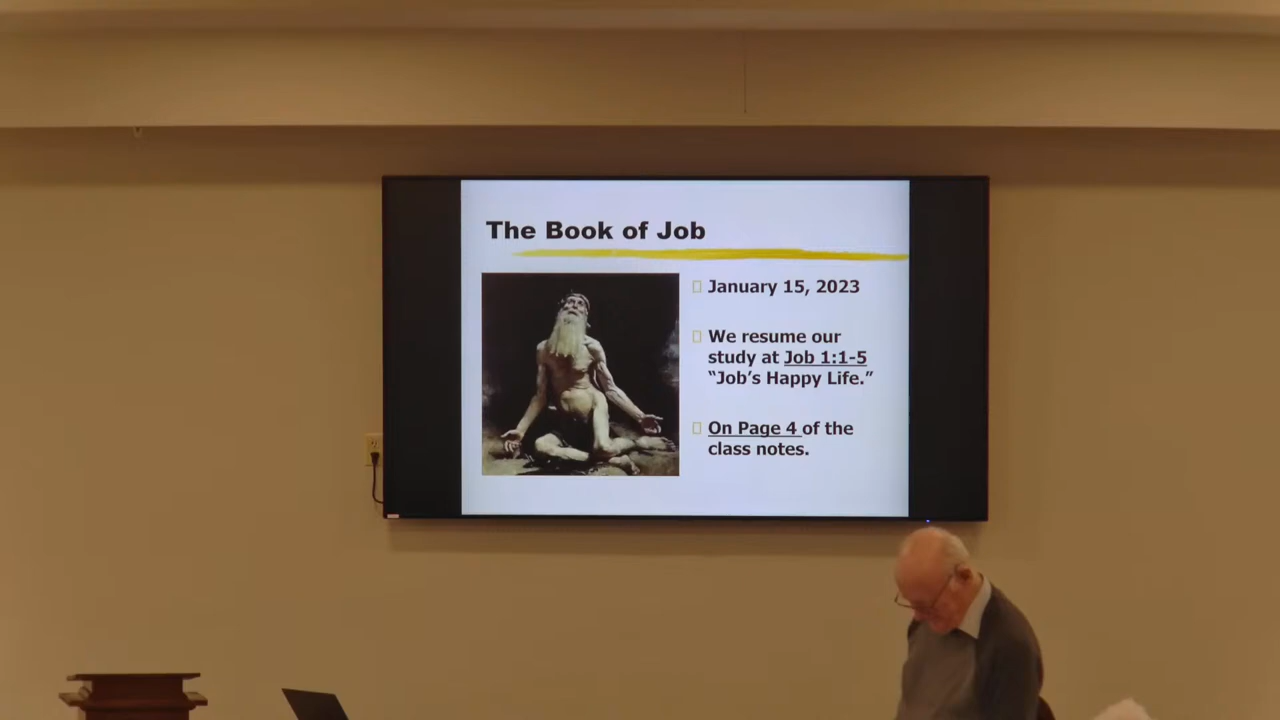 The Book of Job
January 15, 2023
We resume our
study at Job 1:1-5
“Job’s Happy Life.”
On Page 4 of the
class notes.